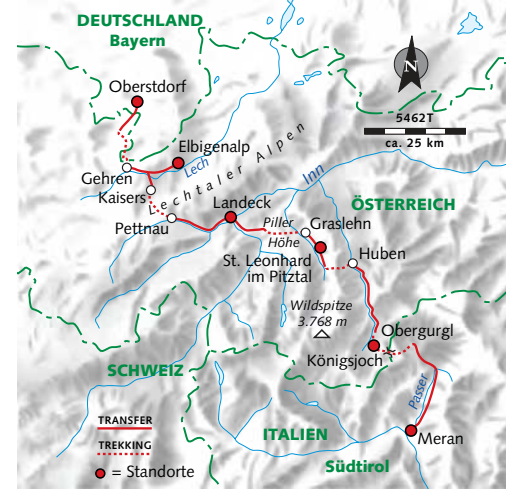 DEUTSCHLAND
Bayern
N
Oberstdorf
5462T
ca. 25 km
Elbigenalp
Lech
Gehren
Kaisers
Lechtaler Alpen
Inn
Landeck
ÖSTERREICH
Pettnau
Piller
Höhe
Graslehn
St. Leonhard
im Pitztal
Huben
Wildspitze
3.768 m
Obergurgl
Königsjoch
SCHWEIZ
Passer
TRANSFER
TREKKING
= Standorte
ITALIEN
Meran
Südtirol